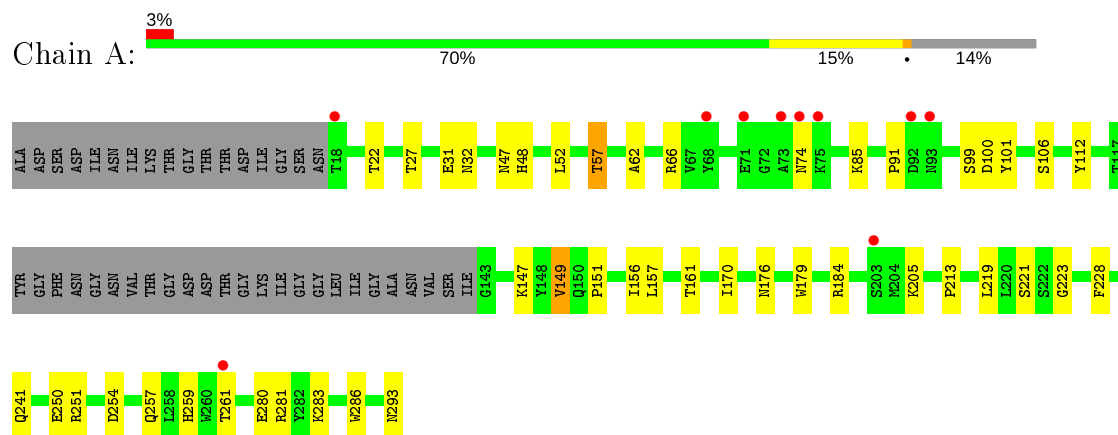 3%
Chain A:
70% 15% • 14%
ALA ASP SER ASP ILE ASN ILE LYS THR GLY THR THR ASP ILE GLY SER ASN T18 T22 T27 E31 N32 N47 H48 L52 T57 A62 R66 V67 Y68 E71 G72 A73 N74 K75 K85 P91 D92 N93 S99 D100 Y101 S106 Y112 T117
TYR GLY PHE ASN GLY ASN VAL THR GLY ASP ASP THR GLY LYS ILE GLY GLY LEU ILE GLY ALA ASN VAL SER ILE G143 K147 Y148 V149 Q150 P151 I156 L157 T161 I170 N176 W179 R184 S203 M204 K205 P213 L219 L220 S221 S222 G223 F228
Q241 E250 R251 D254 Q257 L258 H259 W260 T261 E280 R281 Y282 K283 W286 N293